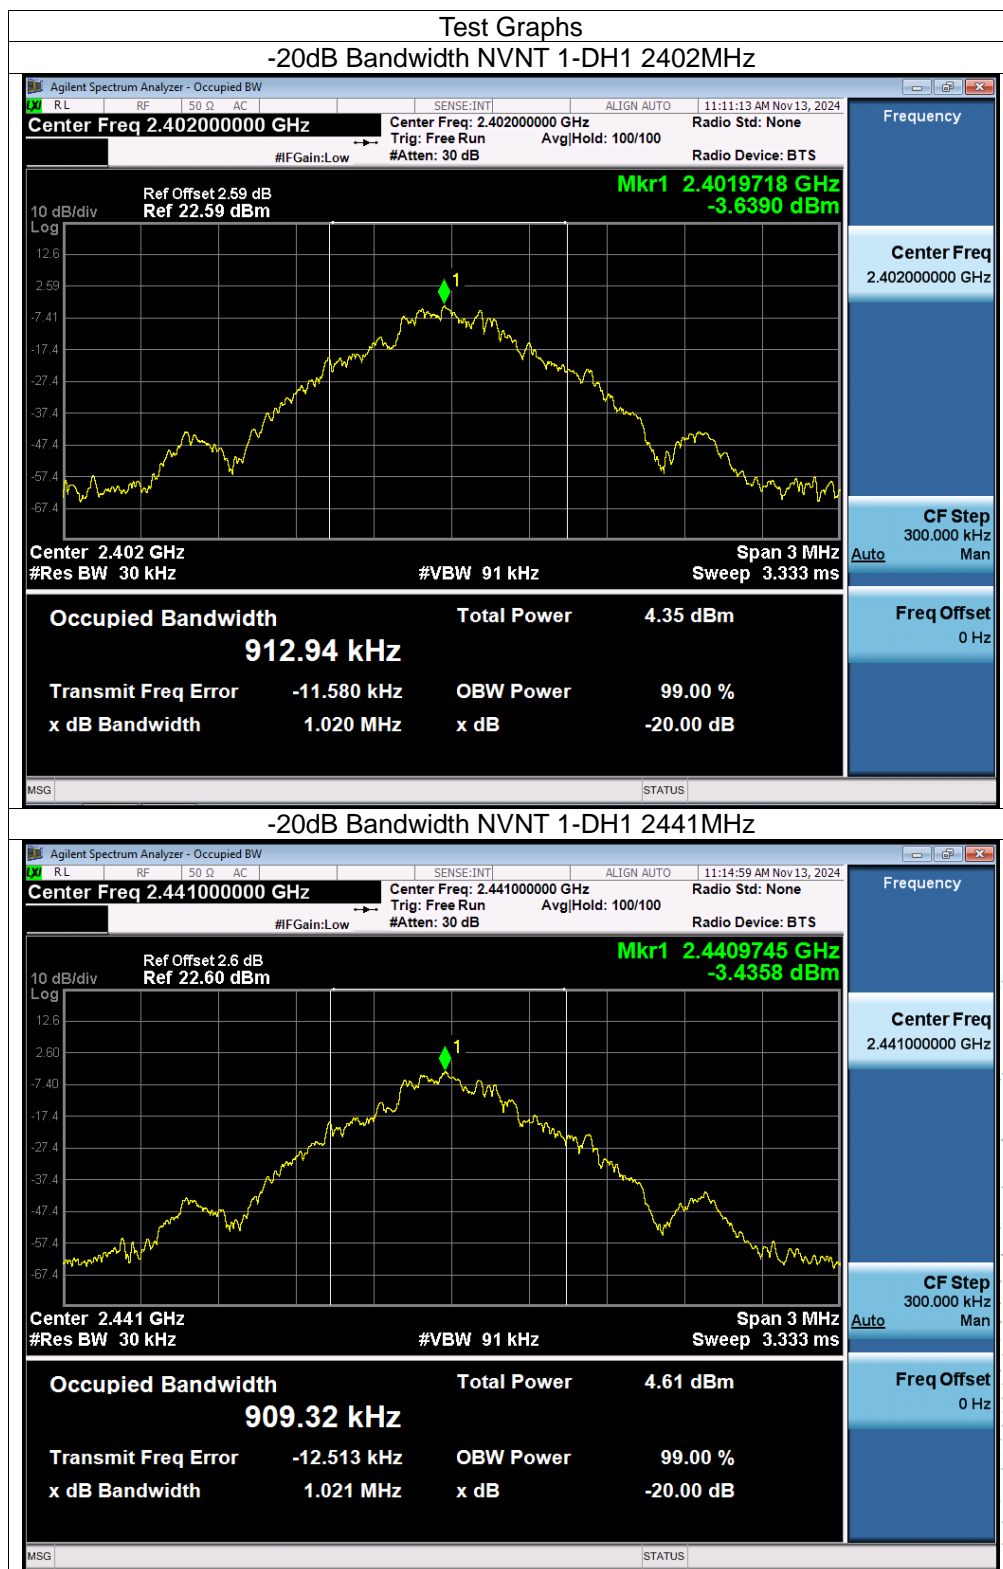 Test Graphs
-20dB Bandwidth NVNT 1-DH1 2402MHz
Agilent Spectrum Analyzer - Occupied BW
LXI RL RF 50 Ω AC SENSE:INT ALIGN AUTO 11:11:13 AM Nov 13, 2024
Center Freq 2.402000000 GHz
Center Freq: 2.402000000 GHz Radio Std: None
Trig: Free Run Avg|Hold: 100/100
#IFGain:Low #Atten: 30 dB Radio Device: BTS
Frequency
Mkr1 2.4019718 GHz
-3.6390 dBm
Ref Offset 2.59 dB
10 dB/div Ref 22.59 dBm
Log
12.6
2.59
-7.41
-17.4
-27.4
-37.4
-47.4
-57.4
-67.4
1
Center 2.402 GHz Span 3 MHz
#Res BW 30 kHz #VBW 91 kHz Sweep 3.333 ms
Center Freq
2.402000000 GHz
CF Step
300.000 kHz
Auto Man
Freq Offset
0 Hz
Occupied Bandwidth Total Power 4.35 dBm
912.94 kHz
Transmit Freq Error -11.580 kHz OBW Power 99.00 %
x dB Bandwidth 1.020 MHz x dB -20.00 dB
MSG STATUS
-20dB Bandwidth NVNT 1-DH1 2441MHz
Agilent Spectrum Analyzer - Occupied BW
LXI RL RF 50 Ω AC SENSE:INT ALIGN AUTO 11:14:59 AM Nov 13, 2024
Center Freq 2.441000000 GHz
Center Freq: 2.441000000 GHz Radio Std: None
Trig: Free Run Avg|Hold: 100/100
#IFGain:Low #Atten: 30 dB Radio Device: BTS
Frequency
Mkr1 2.4409745 GHz
-3.4358 dBm
Ref Offset 2.6 dB
10 dB/div Ref 22.60 dBm
Log
12.6
2.60
-7.40
-17.4
-27.4
-37.4
-47.4
-57.4
-67.4
1
Center 2.441 GHz Span 3 MHz
#Res BW 30 kHz #VBW 91 kHz Sweep 3.333 ms
Center Freq
2.441000000 GHz
CF Step
300.000 kHz
Auto Man
Freq Offset
0 Hz
Occupied Bandwidth Total Power 4.61 dBm
909.32 kHz
Transmit Freq Error -12.513 kHz OBW Power 99.00 %
x dB Bandwidth 1.021 MHz x dB -20.00 dB
MSG STATUS